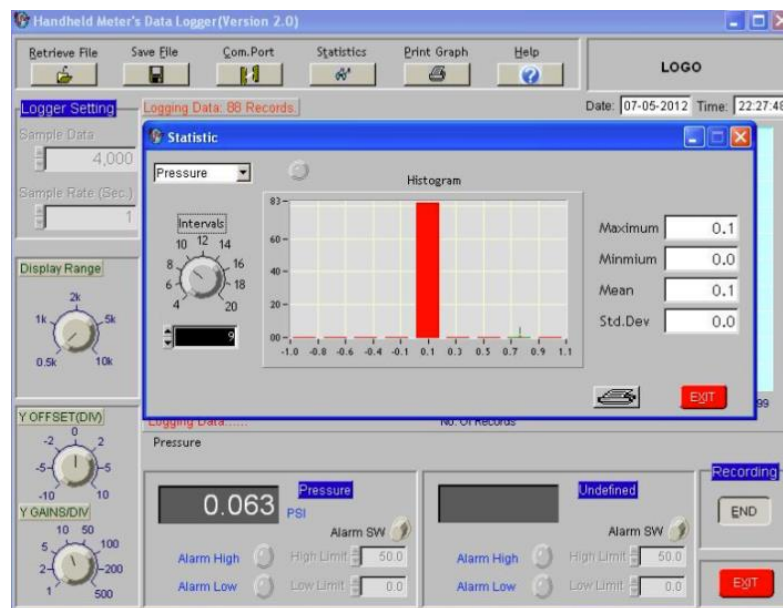 Handheld Meter's Data Logger(Version 2.0)
Retrieve File Save File Com.Port Statistics Print Graph Help
LOGO
Logger Setting
Logging Data: 88 Records.
Date: 07-05-2012 Time: 22:27:48
Sample Data
4,000
Sample Rate (Sec.)
1
Statistic
Pressure
Histogram
Intervals
4 6 8 10 12 14 16 18 20
9
83
60
40
20
00
-1.0 -0.8 -0.6 -0.4 -0.1 0.1 0.3 0.5 0.7 0.9 1.1
Maximum 0.1
Minmium 0.0
Mean 0.1
Std.Dev 0.0
EXIT
Display Range
0.5k 1k 2k 5k 10k
99
Logging Data...... No. Of Records
Pressure
Y OFFSET(DIV)
-10 -5 -2 0 2 5 10
Y GAINS/DIV
1 2 5 10 50 100 200 500
0.063 Pressure
PSI
Alarm SW
Alarm High High Limit 50.0
Alarm Low Low Limit 0.0
Undefined
Alarm SW
Alarm High High Limit 50.0
Alarm Low Low Limit 0.0
Recording
END
EXIT